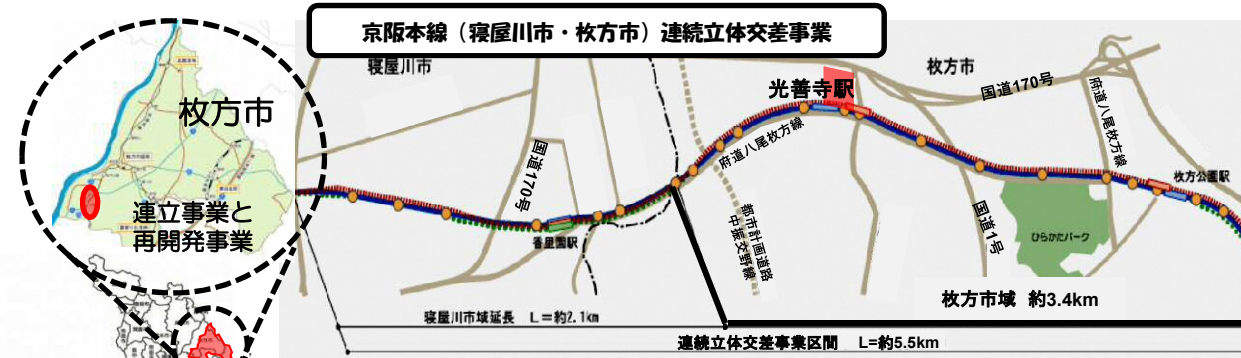 京阪本線（寝屋川市・枚方市）連続立体交差事業
寝屋川市
枚方市
枚方市
光善寺駅
国道170号
府道八尾枚方線
府道八尾枚方線
国道170号
枚方公園駅
連立事業と
再開発事業
都市計画道路
中振交野線
国道1号
ひらかたパーク
香里園駅
枚方市域 約3.4km
寝屋川市域延長 L＝約2.1km
連続立体交差事業区間 L=約5.5km